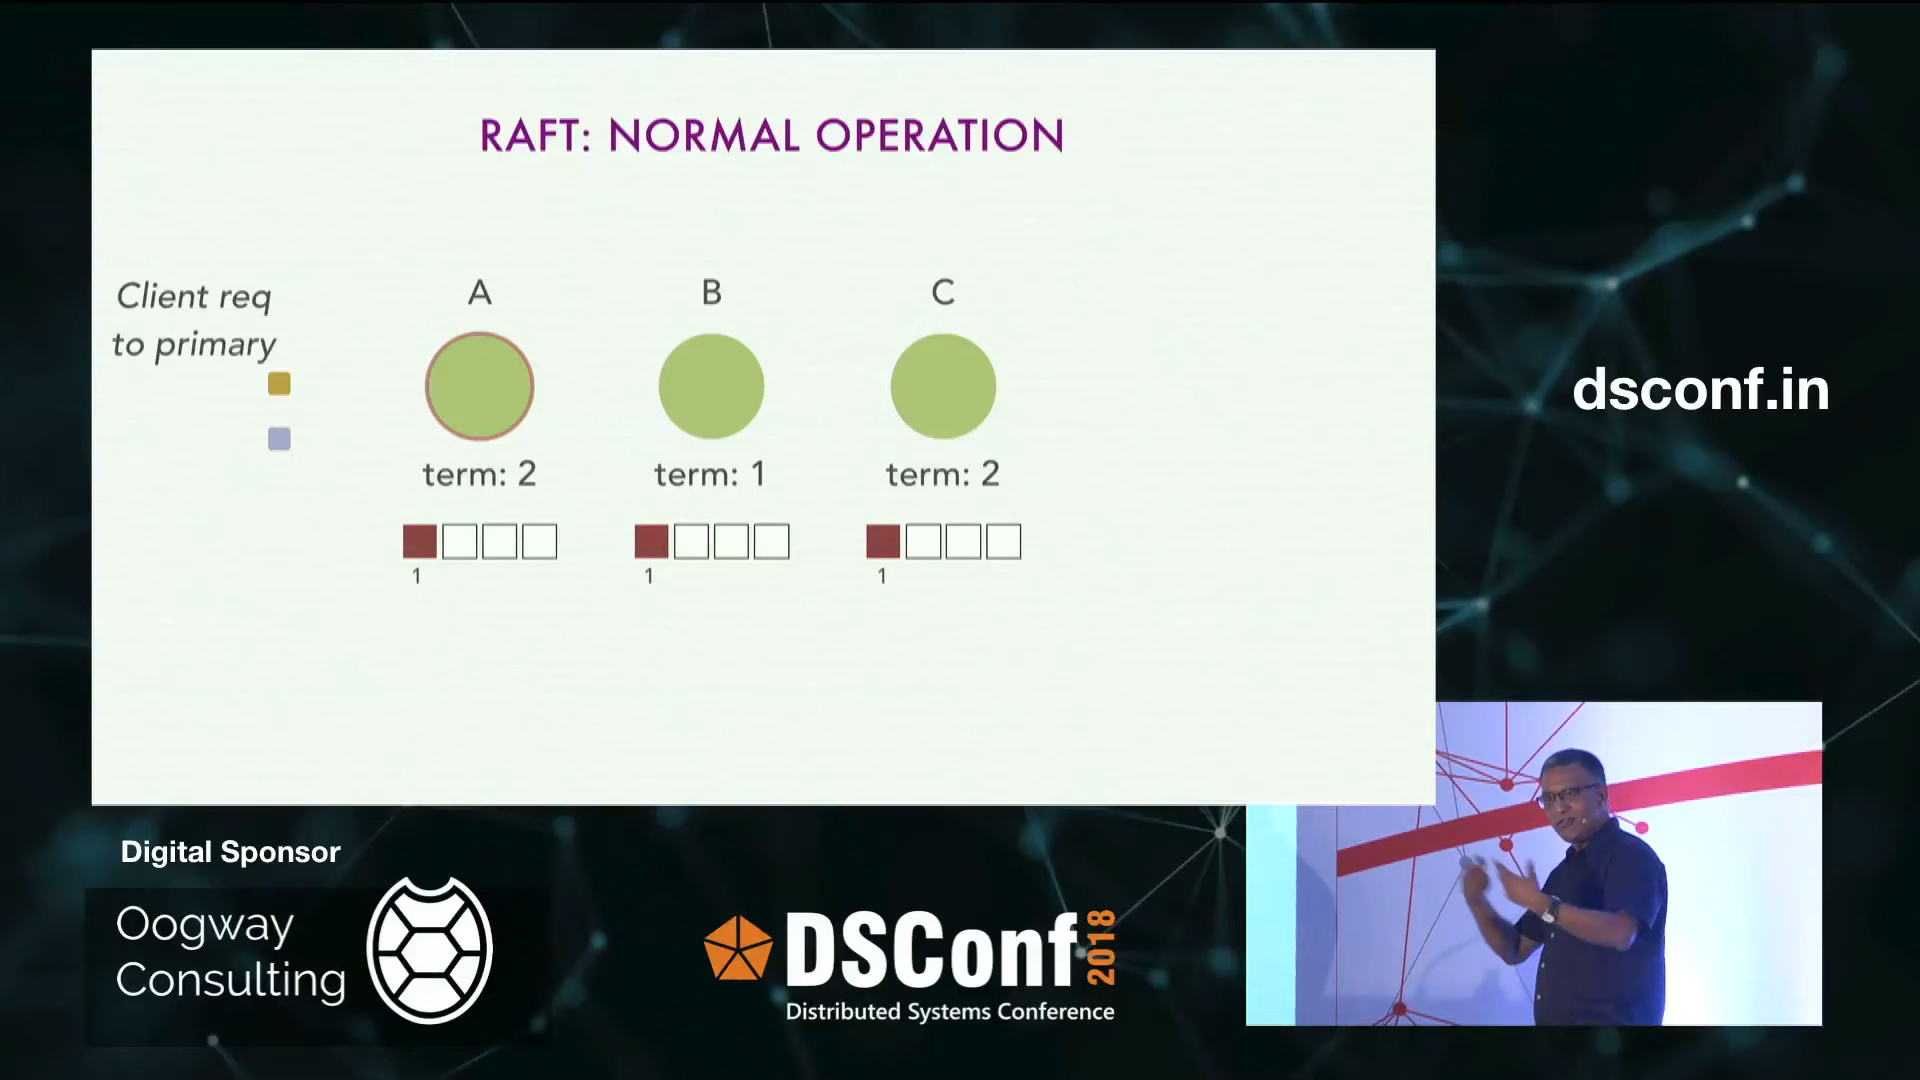 RAFT: NORMAL OPERATION
Client req
to primary
A
B
C
term: 2
term: 1
term: 2
1
1
1
dsconf.in
Digital Sponsor
Oogway
Consulting
DSConf
2018
Distributed Systems Conference